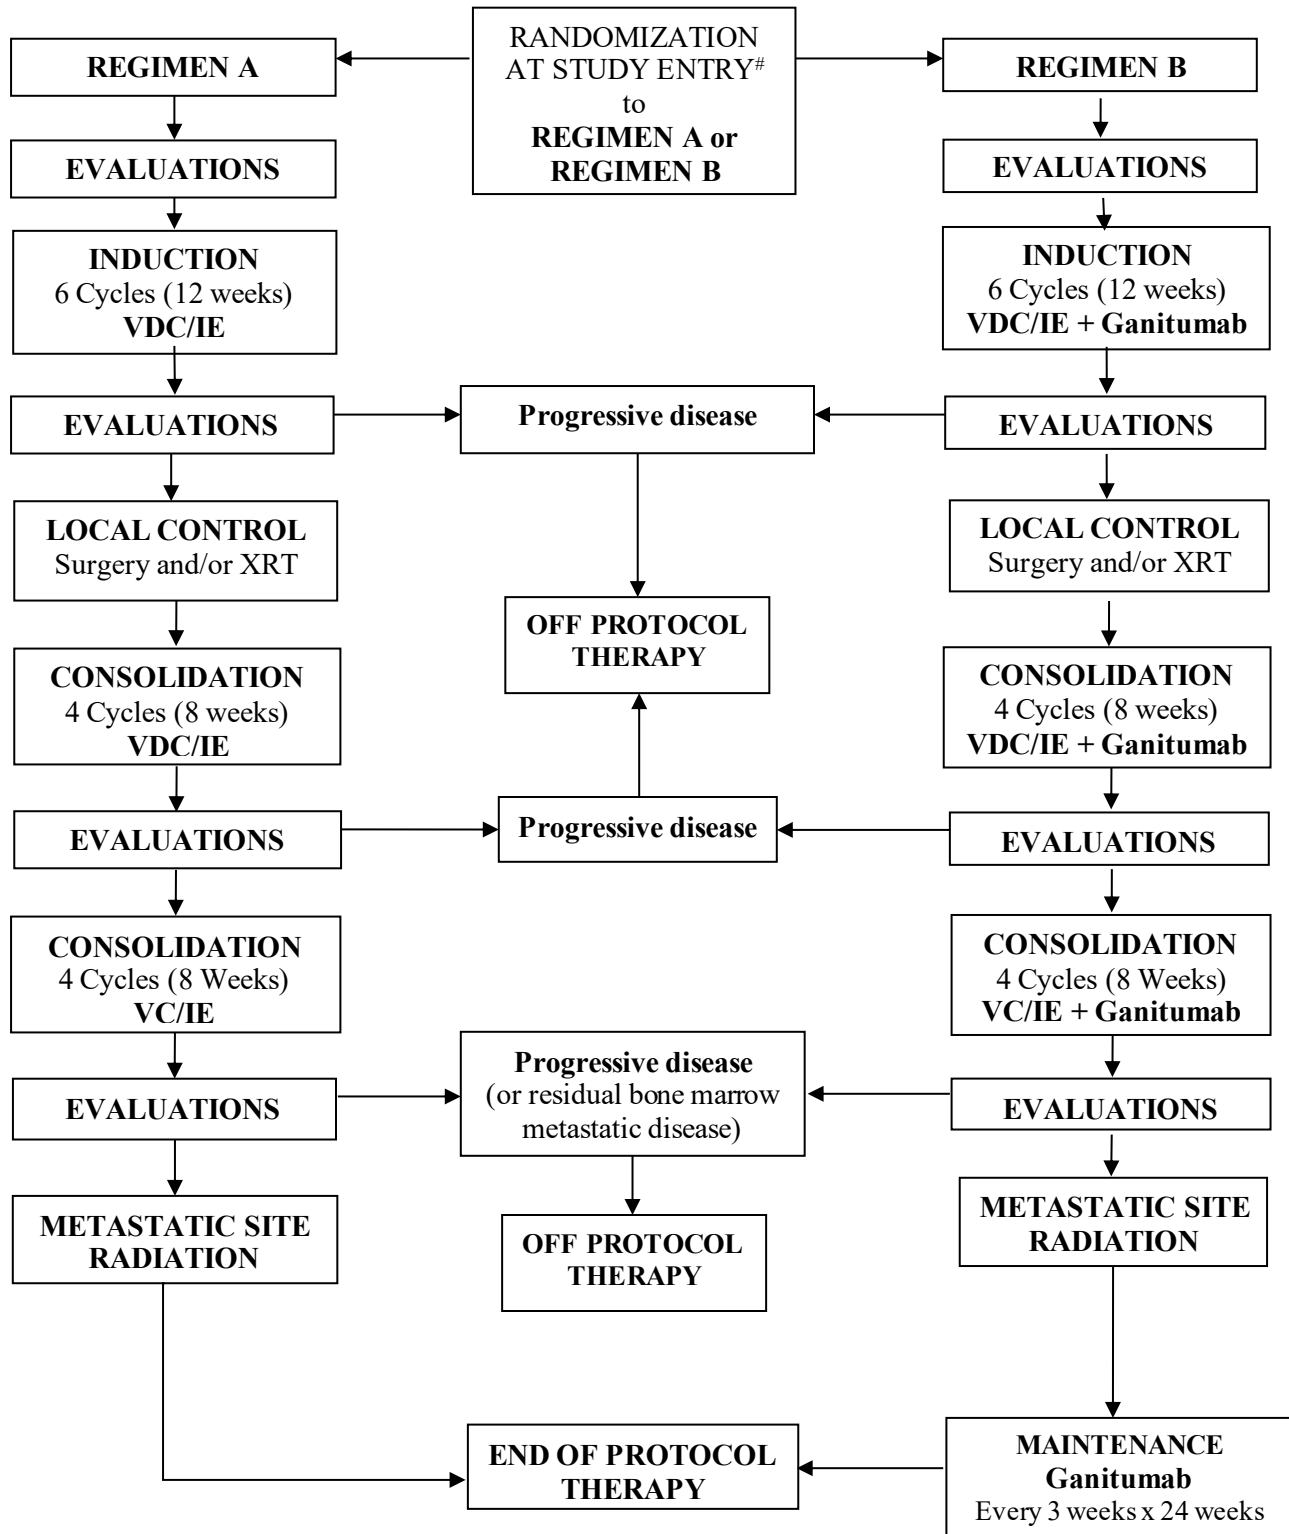 RANDOMIZATION
AT STUDY ENTRY#
to
REGIMEN A or
REGIMEN B
REGIMEN A
REGIMEN B
EVALUATIONS
EVALUATIONS
INDUCTION
6 Cycles (12 weeks)
VDC/IE
INDUCTION
6 Cycles (12 weeks)
VDC/IE + Ganitumab
EVALUATIONS
Progressive disease
EVALUATIONS
LOCAL CONTROL
Surgery and/or XRT
LOCAL CONTROL
Surgery and/or XRT
OFF PROTOCOL
THERAPY
CONSOLIDATION
4 Cycles (8 weeks)
VDC/IE
CONSOLIDATION
4 Cycles (8 weeks)
VDC/IE + Ganitumab
EVALUATIONS
Progressive disease
EVALUATIONS
CONSOLIDATION
4 Cycles (8 Weeks)
VC/IE
CONSOLIDATION
4 Cycles (8 Weeks)
VC/IE + Ganitumab
EVALUATIONS
Progressive disease
(or residual bone marrow
metastatic disease)
EVALUATIONS
METASTATIC SITE
RADIATION
METASTATIC SITE
RADIATION
OFF PROTOCOL
THERAPY
END OF PROTOCOL
THERAPY
MAINTENANCE
Ganitumab
Every 3 weeks x 24 weeks